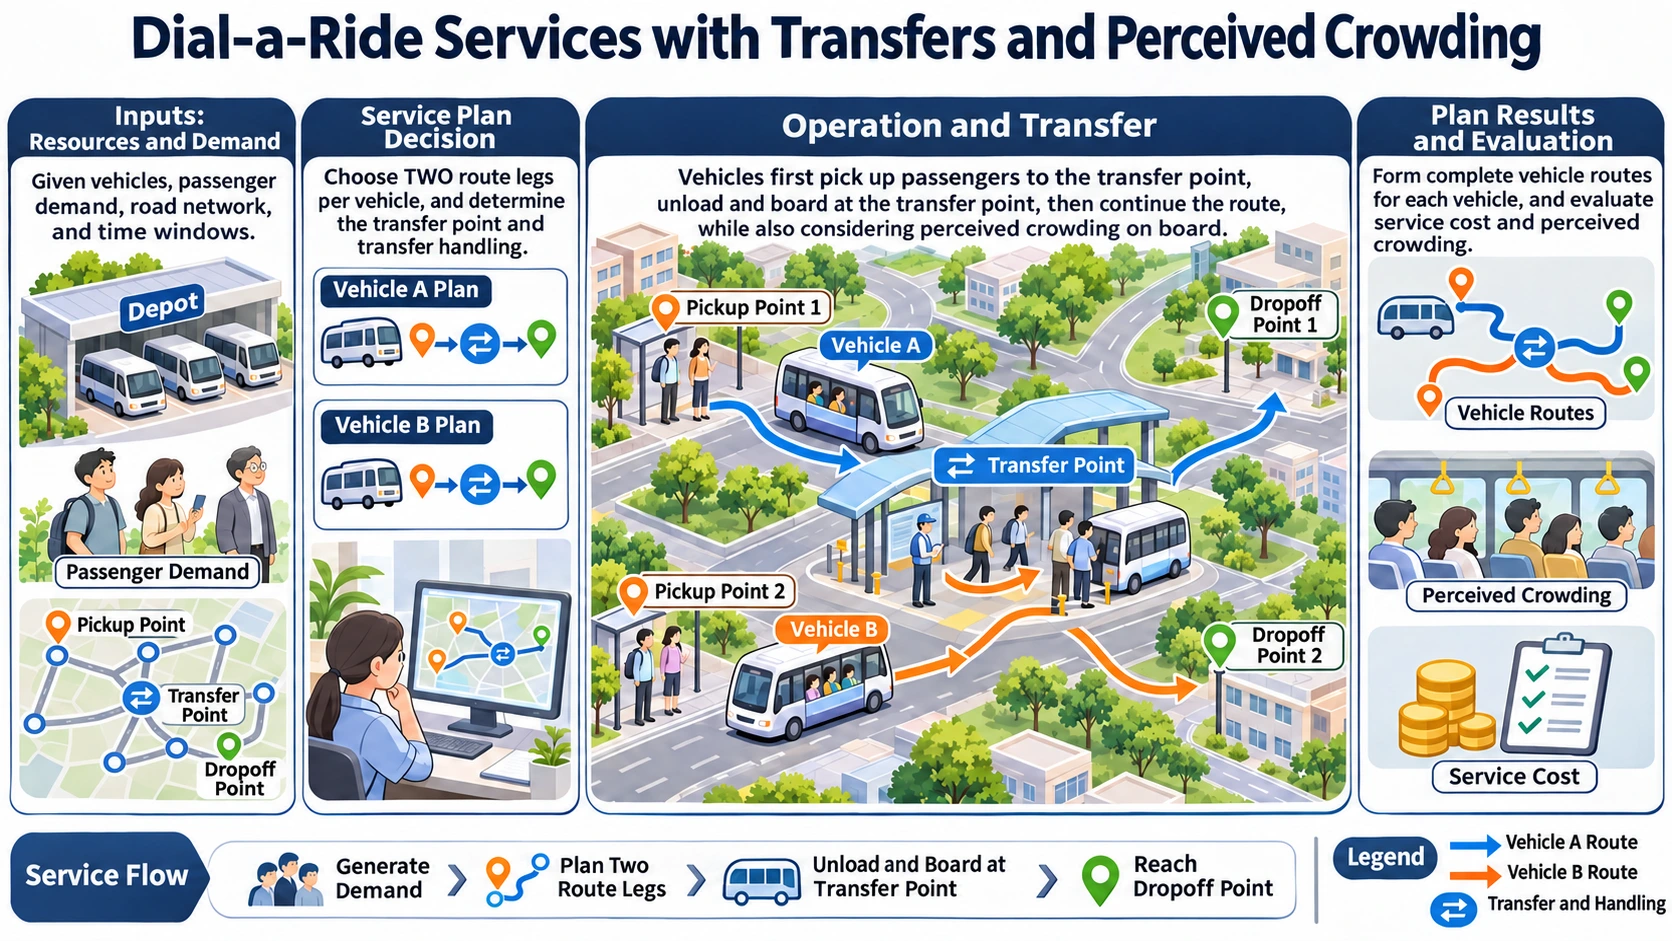 Dial-a-Ride Services with Transfers and Perceived Crowding
Inputs:
Resources and Demand
Given vehicles, passenger
demand, road network,
and time windows.
Depot
Passenger Demand
Pickup Point
Transfer
Point
Dropoff
Point
Service Plan
Decision
Choose TWO route legs
per vehicle, and determine
the transfer point and
transfer handling.
Vehicle A Plan
Vehicle B Plan
Operation and Transfer
Vehicles first pick up passengers to the transfer point,
unload and board at the transfer point, then continue the route,
while also considering perceived crowding on board.
Pickup Point 1
Vehicle A
Dropoff
Point 1
Transfer Point
Pickup Point 2
Vehicle B
Dropoff
Point 2
Plan Results
and Evaluation
Form complete vehicle routes
for each vehicle, and evaluate
service cost and perceived
crowding.
Vehicle Routes
Perceived Crowding
Service Cost
Service Flow
Generate
Demand
Plan Two
Route Legs
Unload and Board at
Transfer Point
Reach
Dropoff Point
Legend
Vehicle A Route
Vehicle B Route
Transfer and Handling